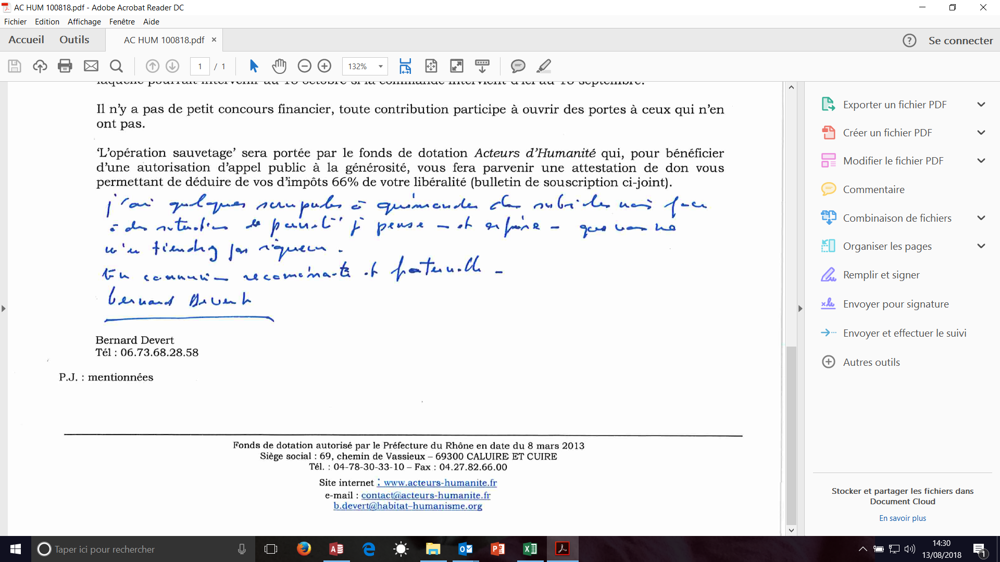 AC HUM 100818.pdf - Adobe Acrobat Reader DC
Fichier Edition Affichage Fenêtre Aide
Accueil Outils AC HUM 100818.pdf × ? Se connecter
1 / 1 132%
laquelle pourrait intervenir au 18 octobre si la commande intervient d'ici au 18 septembre.
Il n'y a pas de petit concours financier, toute contribution participe à ouvrir des portes à ceux qui n'en
ont pas.
'L'opération sauvetage' sera portée par le fonds de dotation Acteurs d'Humanité qui, pour bénéficier
d'une autorisation d'appel public à la générosité, vous fera parvenir une attestation de don vous
permettant de déduire de vos d'impôts 66% de votre libéralité (bulletin de souscription ci-joint).
j'ai quelques scrupules à quémander des subsides mais face
à des situations de pauvreté je pense – et espère – que vous ne
m'en tiendrez pas rigueur.
En communion reconnaissante et fraternelle –
Bernard Devert
Bernard Devert
Tél : 06.73.68.28.58
P.J. : mentionnées
Fonds de dotation autorisé par le Préfecture du Rhône en date du 8 mars 2013
Siège social : 69, chemin de Vassieux – 69300 CALUIRE ET CUIRE
Tél. : 04-78-30-33-10 – Fax : 04.27.82.66.00
Site internet : www.acteurs-humanite.fr
e-mail : contact@acteurs-humanite.fr
b.devert@habitat-humanisme.org
Exporter un fichier PDF
Créer un fichier PDF
Modifier le fichier PDF
Commentaire
Combinaison de fichiers
Organiser les pages
Remplir et signer
Envoyer pour signature
Envoyer et effectuer le suivi
Autres outils
Stocker et partager les fichiers dans
Document Cloud
En savoir plus
Taper ici pour rechercher
14:30
13/08/2018
1